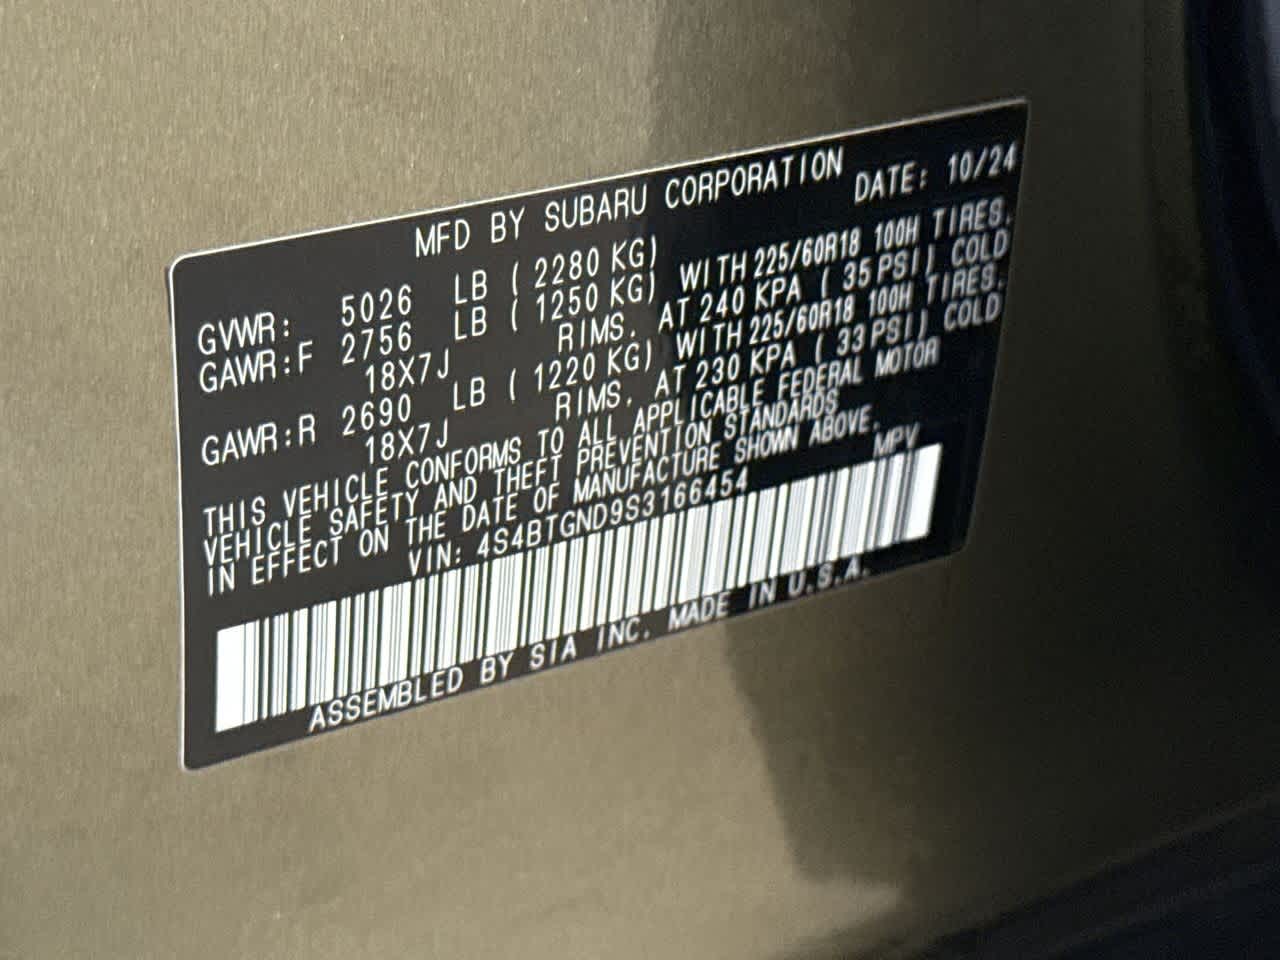 MFD BY SUBARU CORPORATION DATE: 10/24
GVWR: 5026 LB ( 2280 KG)
GAWR:F 2756 LB ( 1250 KG) WITH 225/60R18 100H TIRES.
18X7J RIMS. AT 240 KPA ( 35 PSI) COLD
GAWR:R 2690 LB ( 1220 KG) WITH 225/60R18 100H TIRES.
18X7J RIMS. AT 230 KPA ( 33 PSI) COLD
THIS VEHICLE CONFORMS TO ALL APPLICABLE FEDERAL MOTOR
VEHICLE SAFETY AND THEFT PREVENTION STANDARDS
IN EFFECT ON THE DATE OF MANUFACTURE SHOWN ABOVE.
VIN: 4S4BTGND9S3166454 MPV
ASSEMBLED BY SIA INC. MADE IN U.S.A.